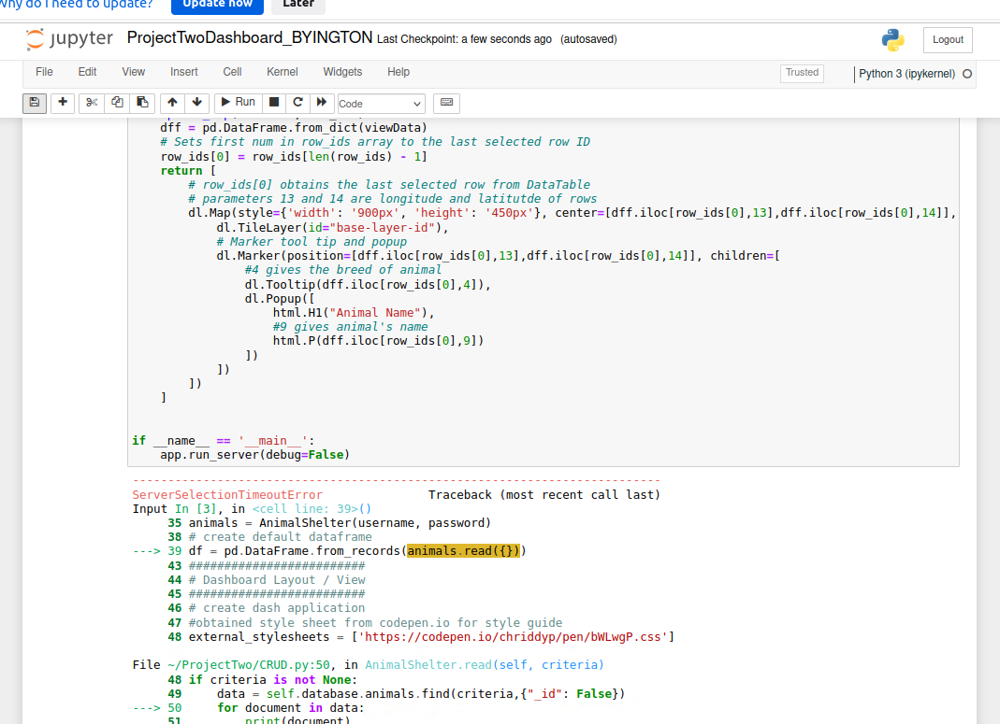 Why do I need to update?
Update now
Later
jupyter ProjectTwoDashboard_BYINGTON Last Checkpoint: a few seconds ago (autosaved)
Logout
File Edit View Insert Cell Kernel Widgets Help
Trusted
Python 3 (ipykernel)
Run
Code
dff = pd.DataFrame.from_dict(viewData)
# Sets first num in row_ids array to the last selected row ID
row_ids[0] = row_ids[len(row_ids) - 1]
return [
# row_ids[0] obtains the last selected row from DataTable
# parameters 13 and 14 are longitude and latitutde of rows
dl.Map(style={'width': '900px', 'height': '450px'}, center=[dff.iloc[row_ids[0],13],dff.iloc[row_ids[0],14]],
dl.TileLayer(id="base-layer-id"),
# Marker tool tip and popup
dl.Marker(position=[dff.iloc[row_ids[0],13],dff.iloc[row_ids[0],14]], children=[
#4 gives the breed of animal
dl.Tooltip(dff.iloc[row_ids[0],4]),
dl.Popup([
html.H1("Animal Name"),
#9 gives animal's name
html.P(dff.iloc[row_ids[0],9])
])
])
])
]
if __name__ == '__main__':
app.run_server(debug=False)
---------------------------------------------------------------------------
ServerSelectionTimeoutError Traceback (most recent call last)
Input In [3], in <cell line: 39>()
35 animals = AnimalShelter(username, password)
38 # create default dataframe
---> 39 df = pd.DataFrame.from_records(animals.read({}))
43 #########################
44 # Dashboard Layout / View
45 #########################
46 # create dash application
47 #obtained style sheet from codepen.io for style guide
48 external_stylesheets = ['https://codepen.io/chriddyp/pen/bWLwgP.css']
File ~/ProjectTwo/CRUD.py:50, in AnimalShelter.read(self, criteria)
48 if criteria is not None:
49 data = self.database.animals.find(criteria,{"_id": False})
---> 50 for document in data:
51 print(document)